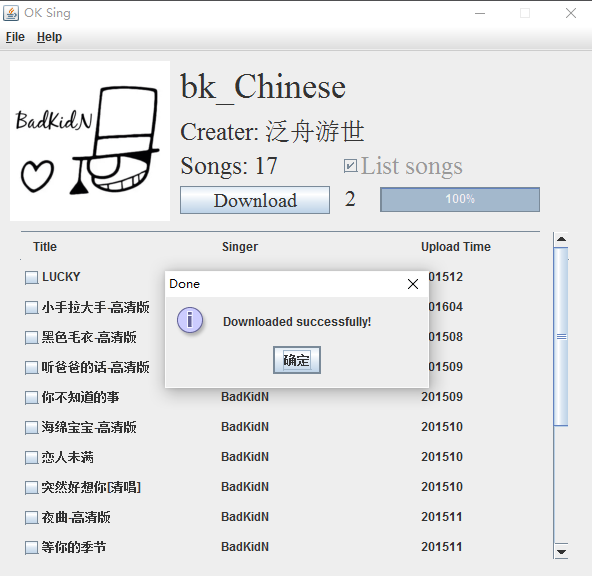 OK Sing
File Help
BadKidN
bk_Chinese
Creater: 泛舟游世
Songs: 17
List songs
Download
2
100%
Title Singer Upload Time
LUCKY 201512
小手拉大手-高清版 201604
黑色毛衣-高清版 201508
听爸爸的话-高清版 201509
Done
Downloaded successfully!
确定
你不知道的事 BadKidN 201509
海绵宝宝-高清版 BadKidN 201510
恋人未满 BadKidN 201510
突然好想你[清唱] BadKidN 201510
夜曲-高清版 BadKidN 201511
等你的季节 BadKidN 201511